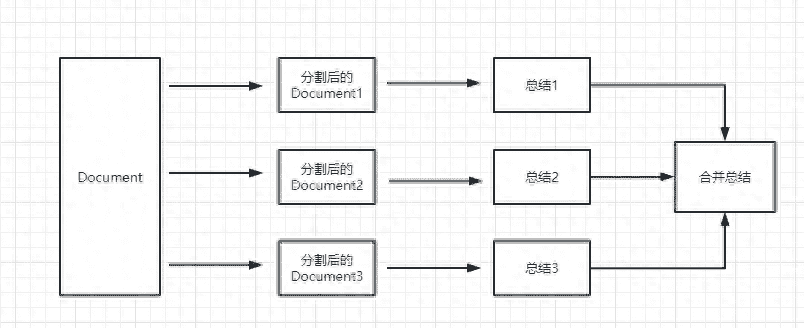 Document
分割后的
Document1
总结1
分割后的
Document2
总结2
合并总结
分割后的
Document3
总结3